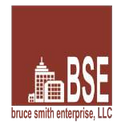 BSE
bruce smith enterprise, LLC